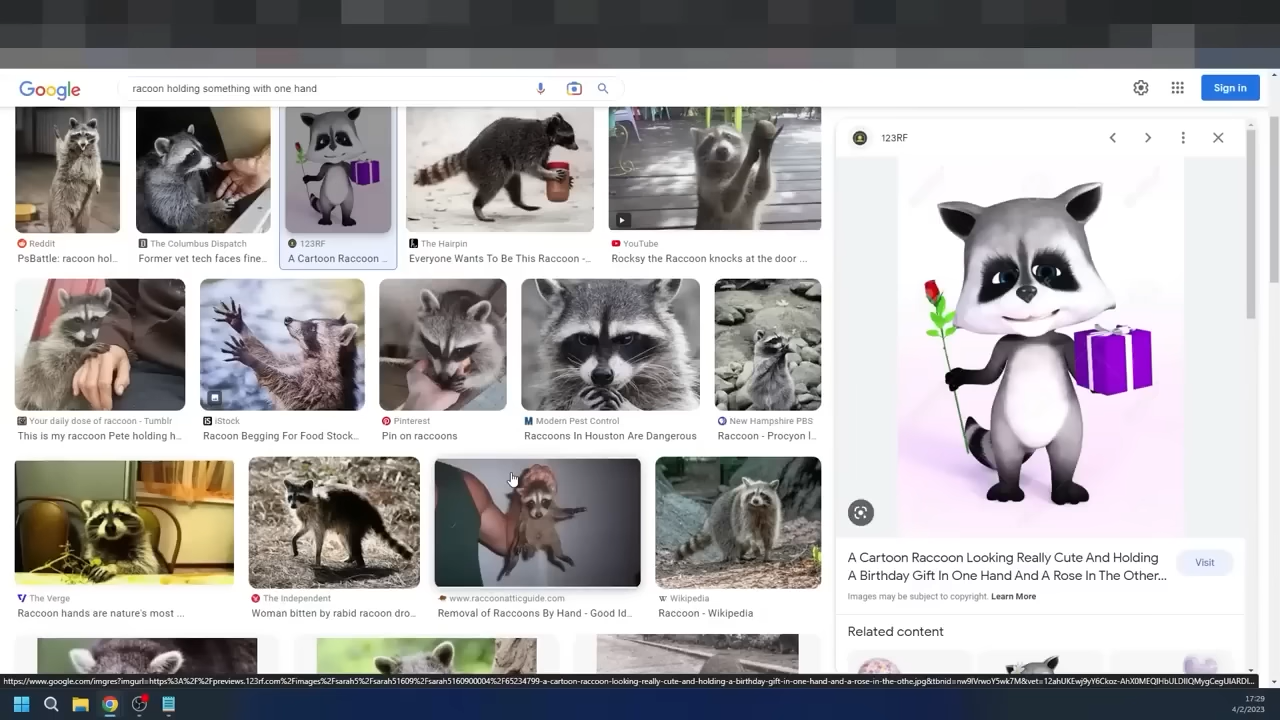 Google
racoon holding something with one hand
Sign in
Reddit
PsBattle: racoon hol...
The Columbus Dispatch
Former vet tech faces fine...
123RF
A Cartoon Raccoon ...
The Hairpin
Everyone Wants To Be This Raccoon -...
YouTube
Rocksy the Raccoon knocks at the door ...
Your daily dose of raccoon - Tumblr
This is my raccoon Pete holding h...
iStock
Racoon Begging For Food Stock...
Pinterest
Pin on raccoons
Modern Pest Control
Raccoons In Houston Are Dangerous
New Hampshire PBS
Raccoon - Procyon l...
The Verge
Raccoon hands are nature's most ...
The Independent
Woman bitten by rabid racoon dro...
www.raccoonatticguide.com
Removal of Raccoons By Hand - Good Id...
Wikipedia
Raccoon - Wikipedia
123RF
A Cartoon Raccoon Looking Really Cute And Holding
A Birthday Gift In One Hand And A Rose In The Other...
Visit
Images may be subject to copyright. Learn More
Related content
17:29
4/2/2023